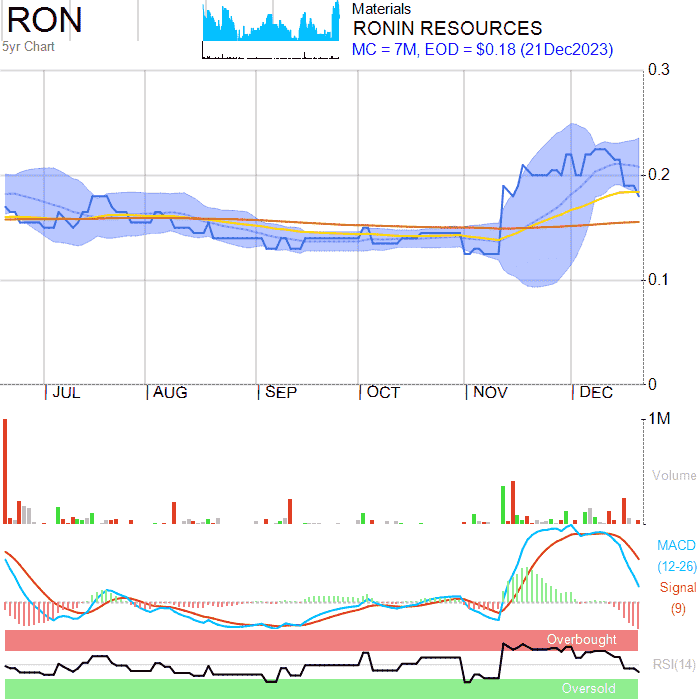 RON
5yr Chart
Materials
RONIN RESOURCES
MC = 7M, EOD = $0.18 (21Dec2023)
0.3
0.2
0.1
0
JUL AUG SEP OCT NOV DEC
1M
Volume
MACD
(12-26)
Signal
(9)
Overbought
RSI(14)
Oversold